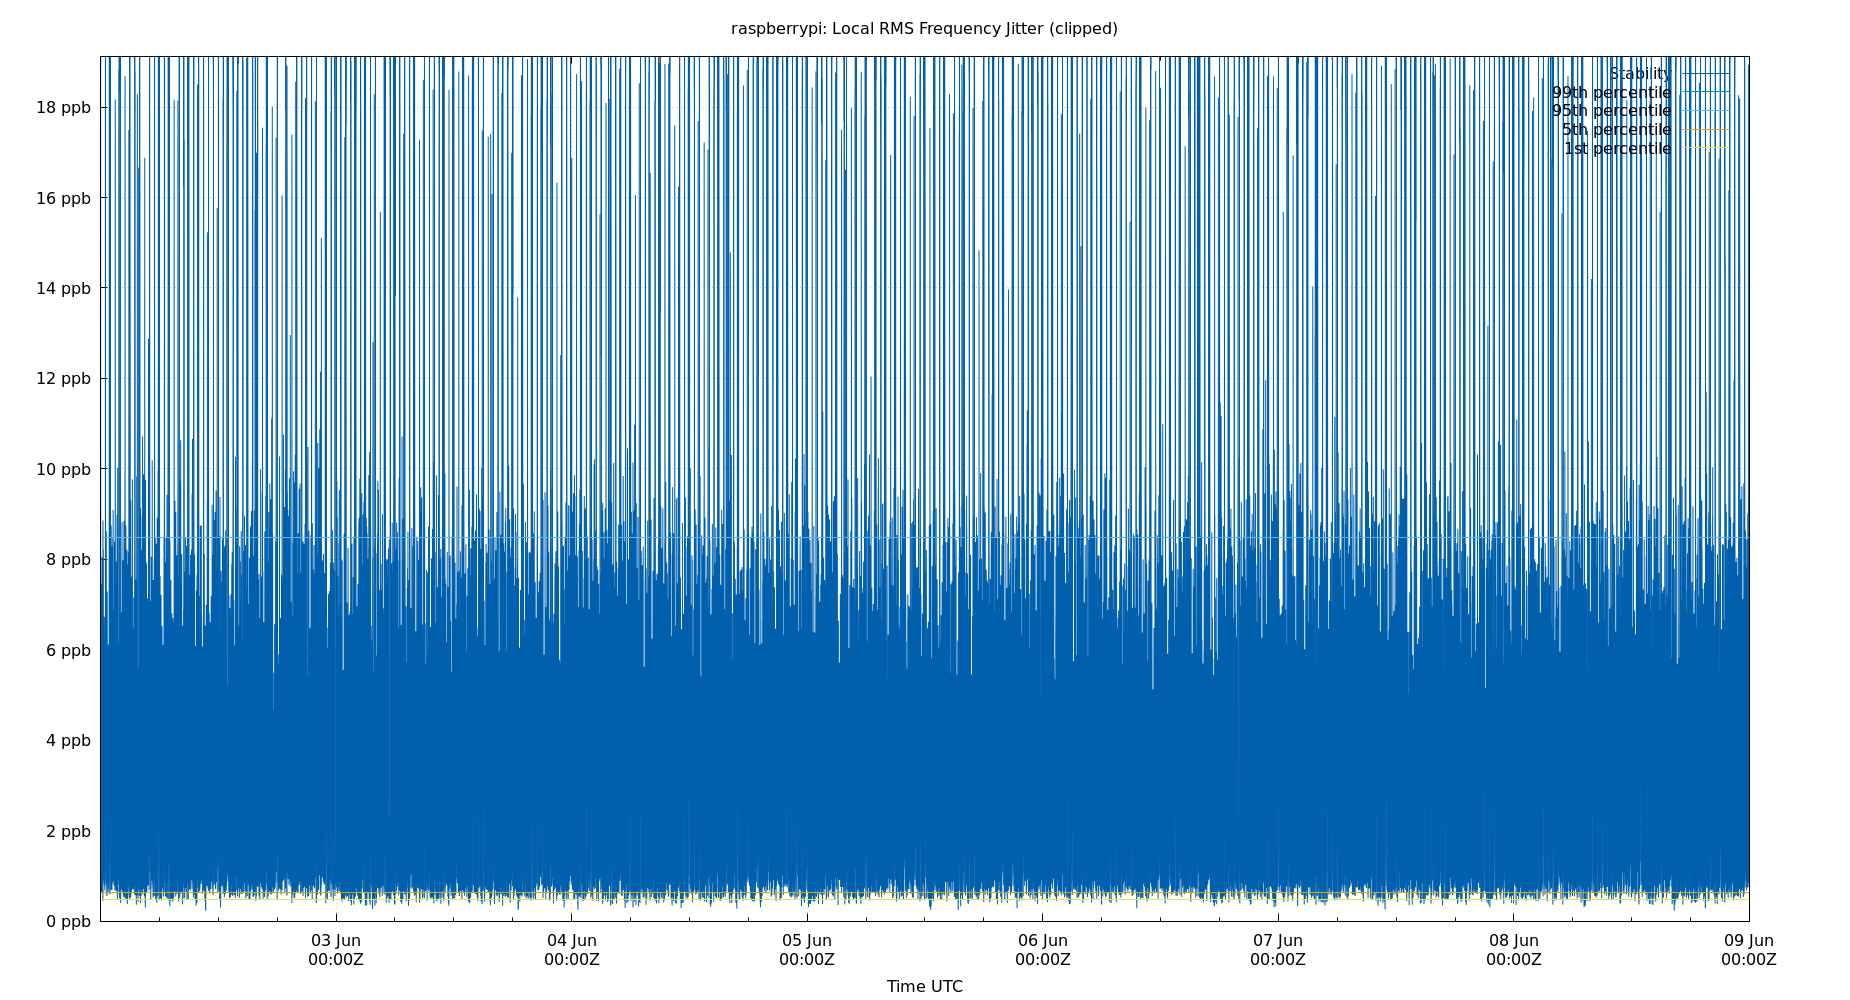 raspberrypi: Local RMS Frequency Jitter (clipped)
Stability
99th percentile
95th percentile
5th percentile
1st percentile
18 ppb
16 ppb
14 ppb
12 ppb
10 ppb
8 ppb
6 ppb
4 ppb
2 ppb
0 ppb
03 Jun 04 Jun 05 Jun 06 Jun 07 Jun 08 Jun 09 Jun
00:00Z 00:00Z 00:00Z 00:00Z 00:00Z 00:00Z 00:00Z
Time UTC